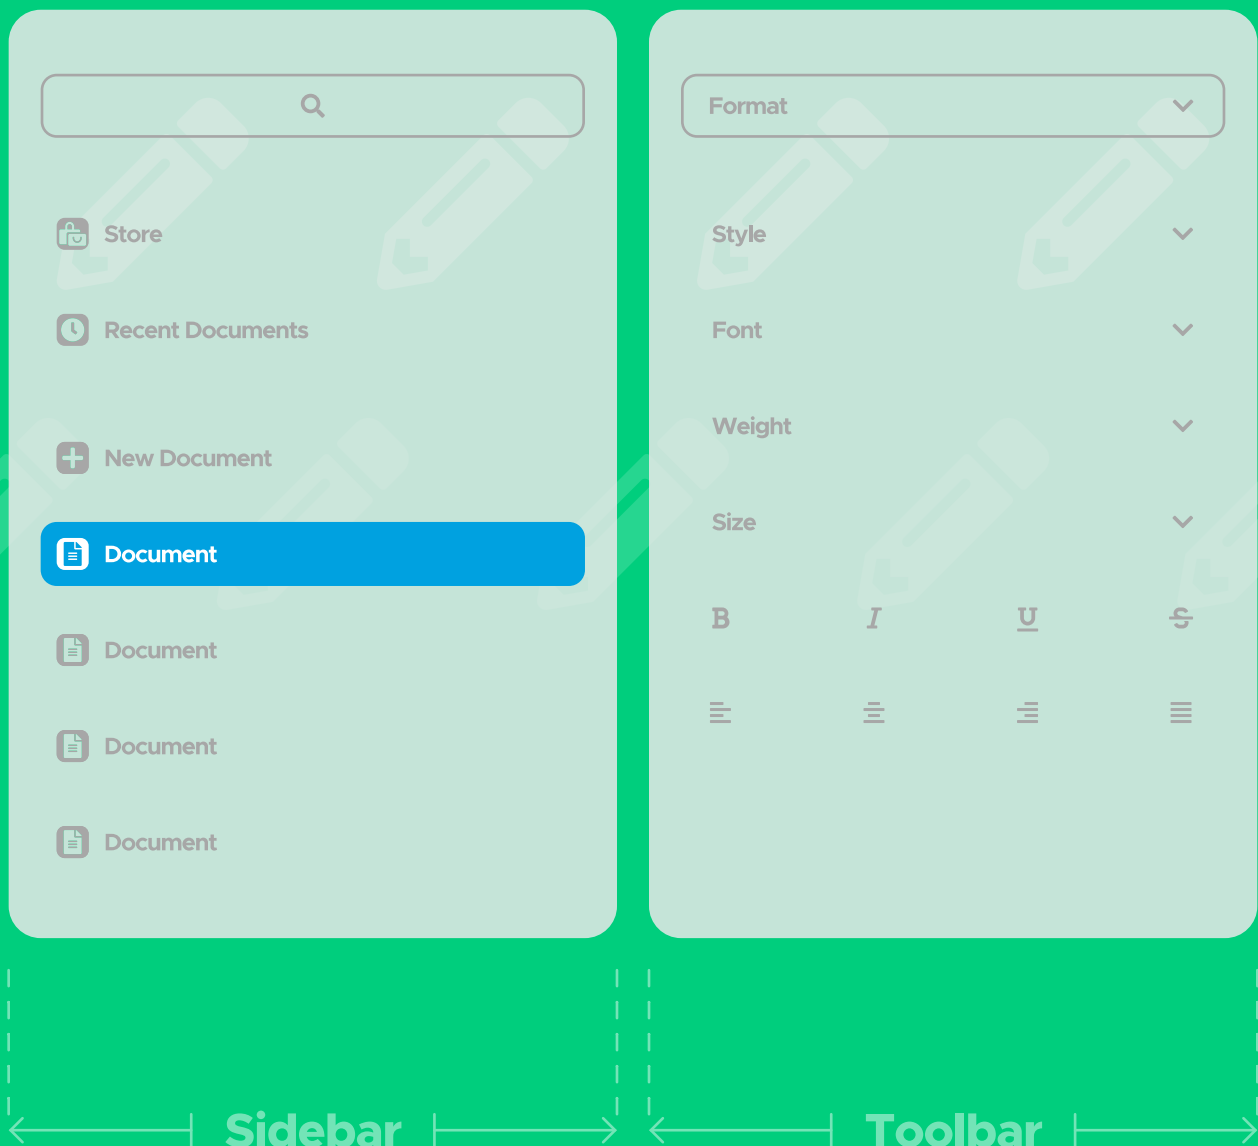 Store
Recent Documents
New Document
Document
Document
Document
Document
Sidebar
Format
Style
Font
Weight
Size
B I U S
Toolbar